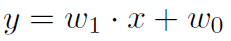 y = w₁ · x + w₀